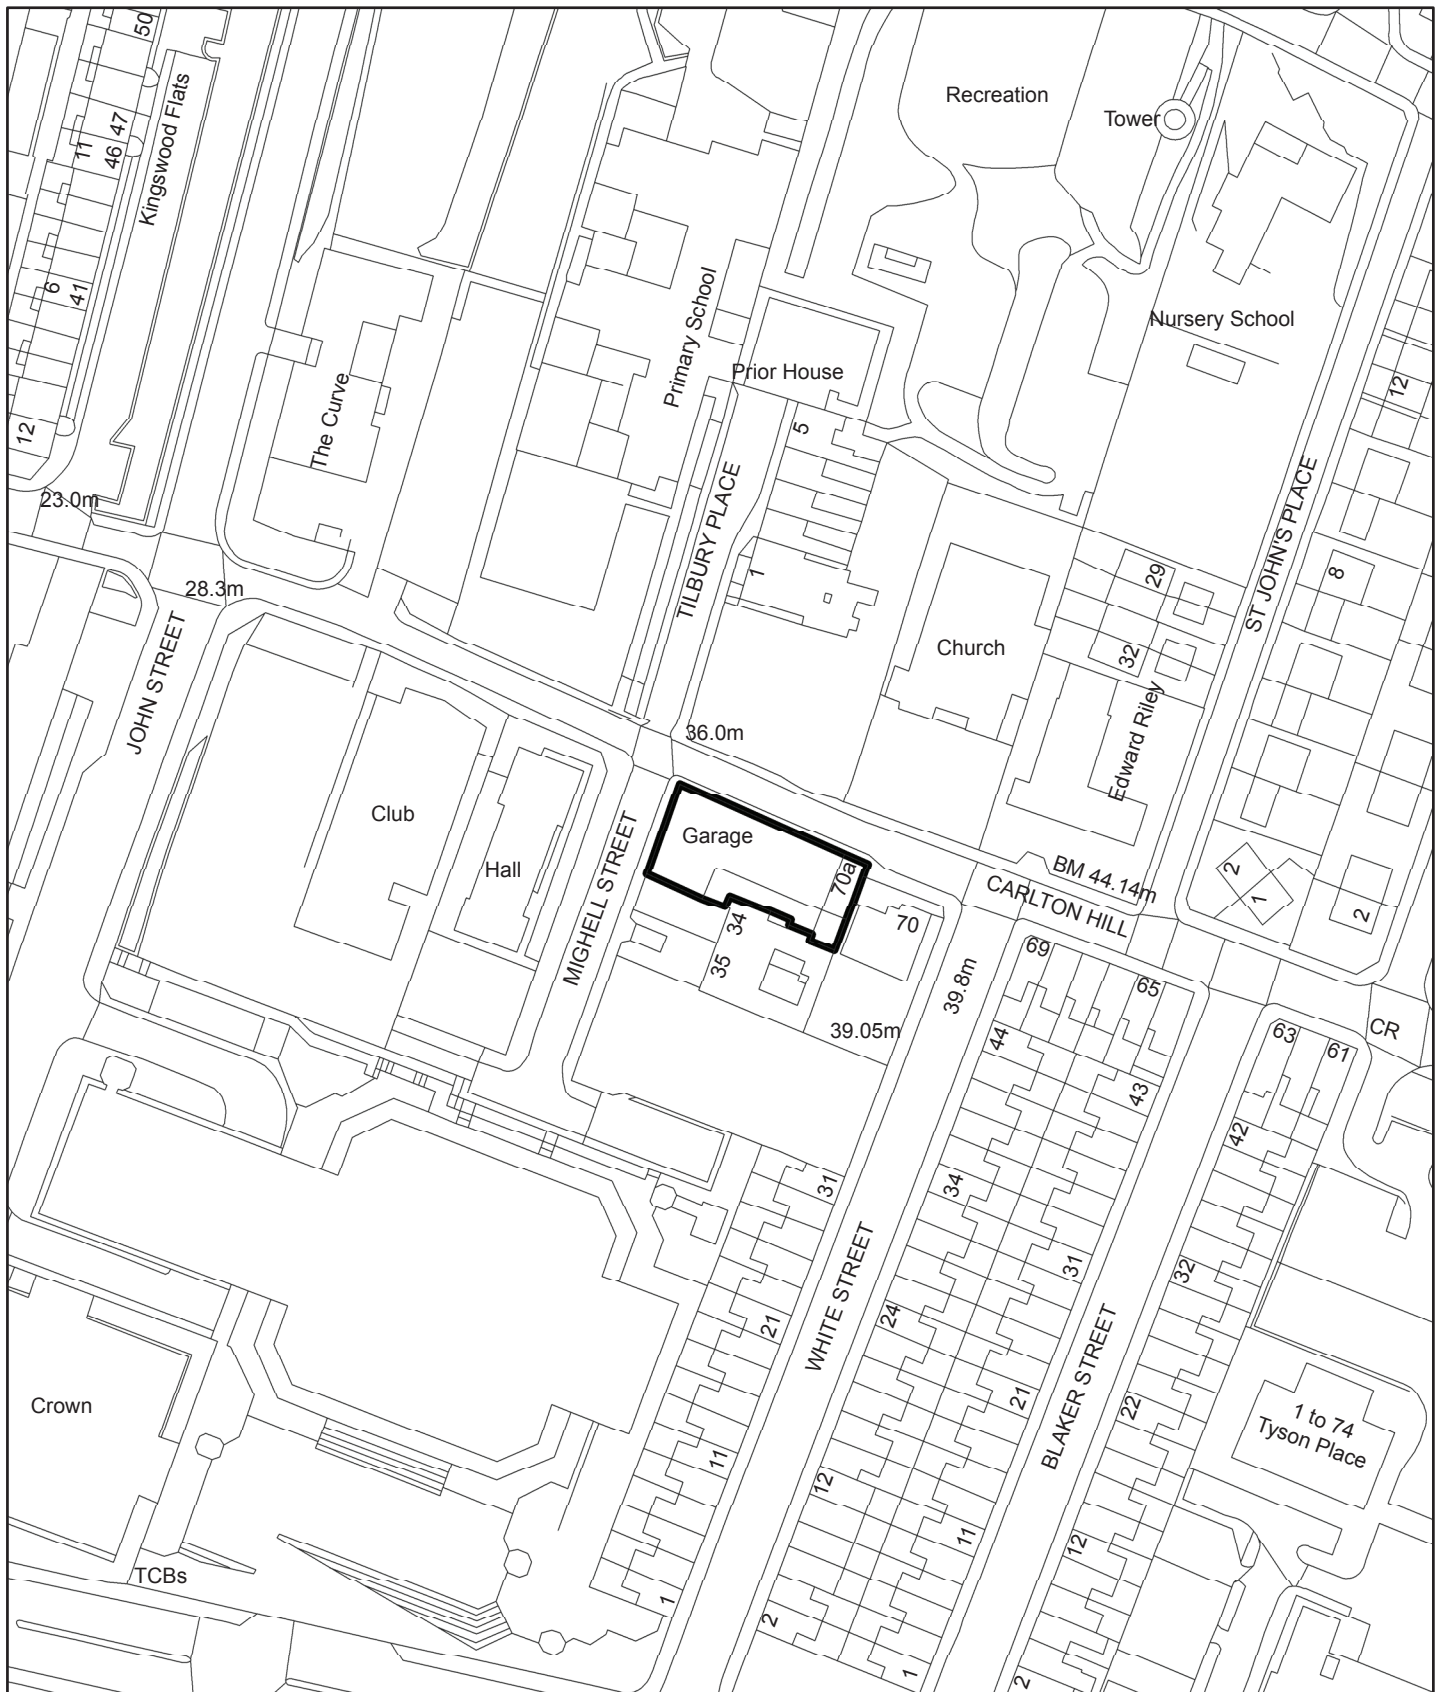 50
Recreation
Tower
47
11
46
Kingswood Flats
6
41
Primary School
Nursery School
Prior House
12
The Curve
12
5
23.0m
TILBURY PLACE
ST JOHN'S PLACE
28.3m
1
29
8
JOHN STREET
Church
32
Edward Riley
36.0m
Club
Hall
MIGHELL STREET
Garage
70a
BM 44.14m
CARLTON HILL
2
1
2
34
70
35
69
65
39.8m
39.05m
44
43
63
61
CR
42
31
34
31
32
WHITE STREET
21
24
21
22
BLAKER STREET
Crown
1 to 74
Tyson Place
11
12
11
12
TCBs
1
2
1
2